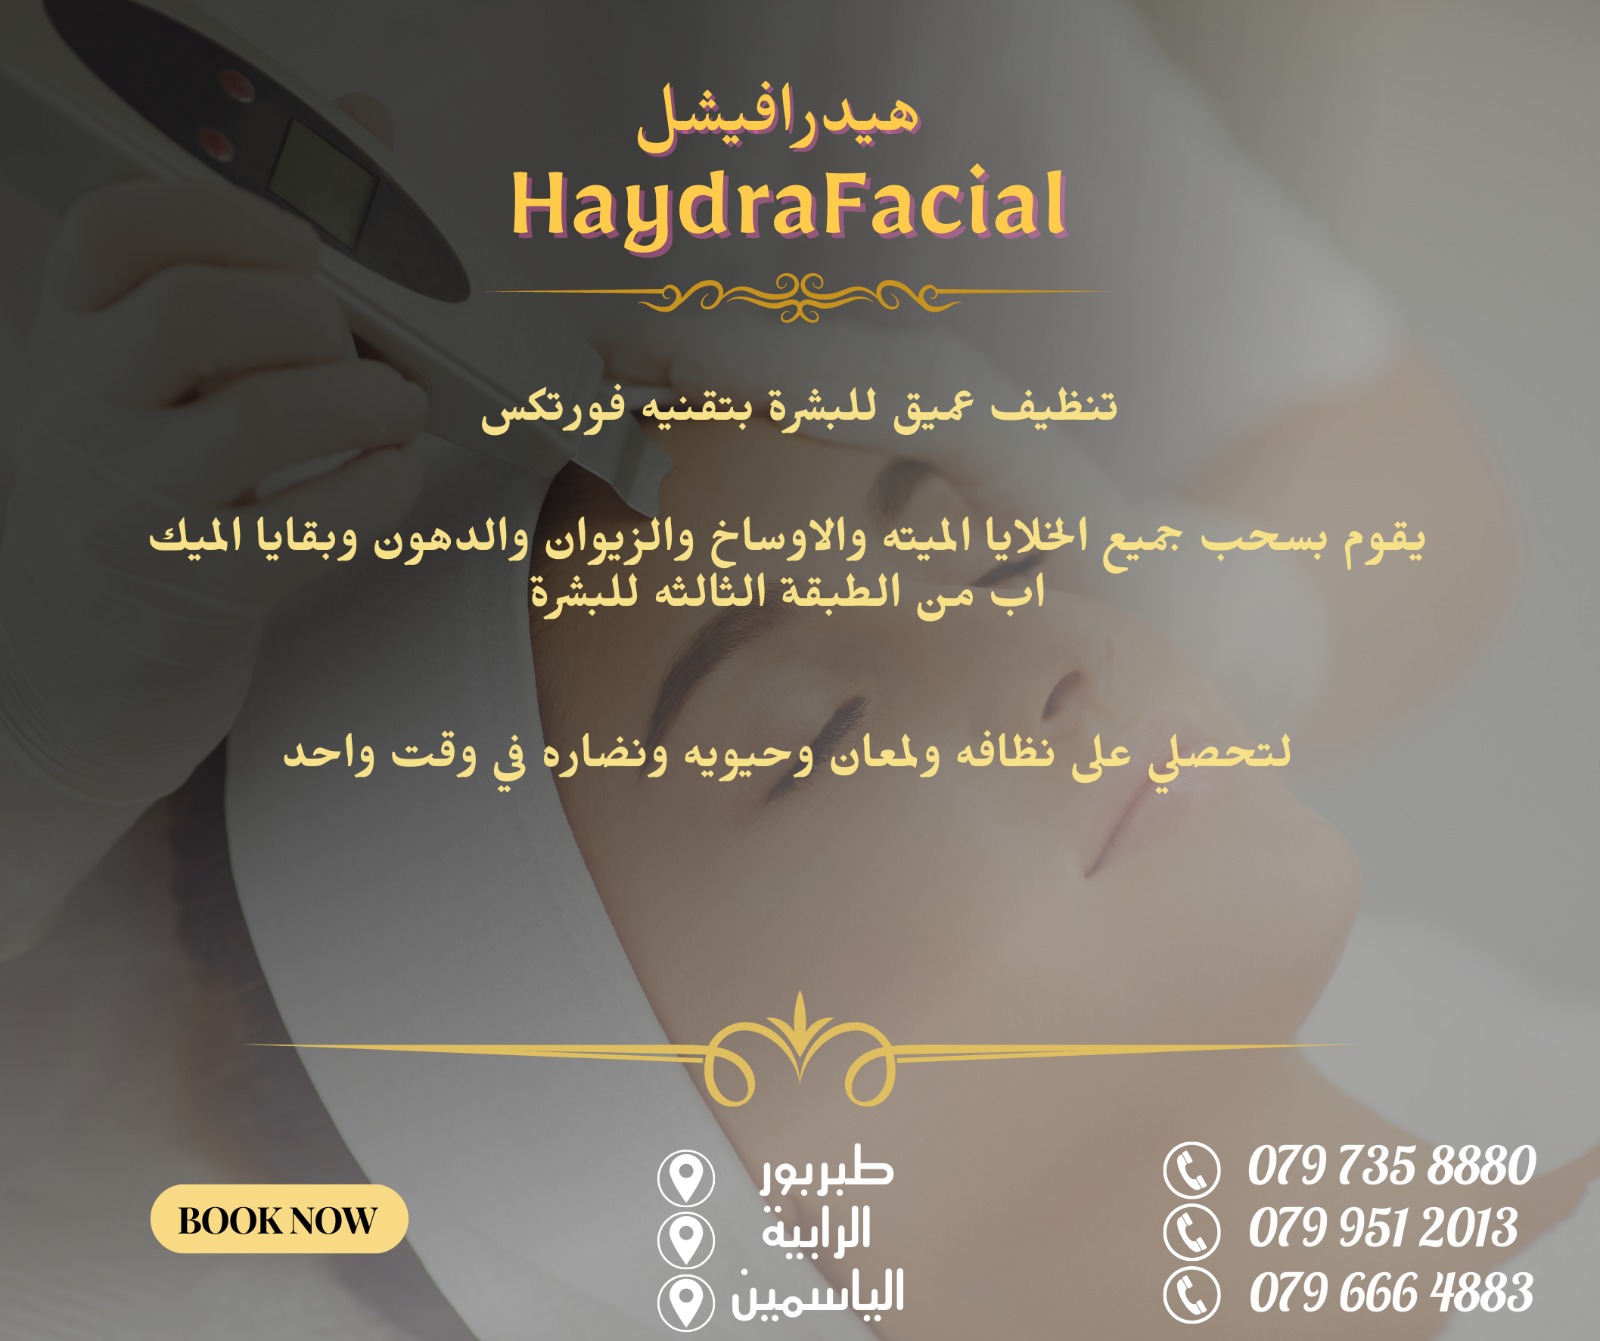 هيدرافيشل
HaydraFacial
تنظيف عميق للبشرة بتقنيه فورتكس
يقوم بسحب جميع الخلايا الميته والاوساخ والزيوان والدهون وبقايا الميك
اب من الطبقة الثالثه للبشرة
لتحصلي على نظافه ولمعان وحيويه ونضاره في وقت واحد
BOOK NOW
طبربور
الرابية
الياسمين
079 735 8880
079 951 2013
079 666 4883